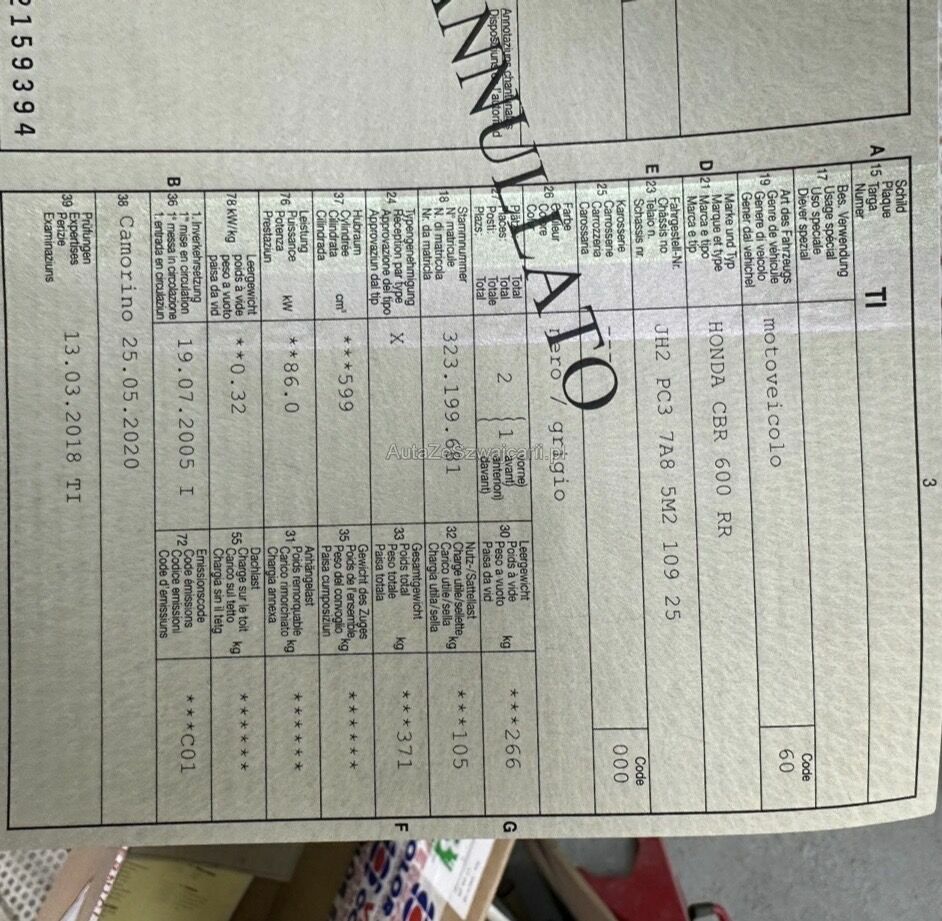 2159394
ANNULLATO
Annotaziuns chantunalas
3
A 15 Schild
Plaque
Targa
Numer
TI
17 Bes. Verwendung
Usage spécial
Uso speciale
Diever spezial
19 Art des Fahrzeugs
Genre de véhicule
Genere di veicolo
Gener dal vehichel
motoveicolo
Code
60
D 21 Marke und Typ
Marque et type
Marca e tipo
Marca e tip
HONDA CBR 600 RR
E 23 Fahrgestell-Nr.
Châssis no
Telaio n.
Schassis nr.
JH2 PC3 7A8 5M2 109 25
25 Karosserie
Carrosserie
Carrozzeria
Carossaria
Code
000
26 Farbe
Couleur
nero / grigio
Plätze Total
Places Total
Posti: Totale
Plazs: Total
2 { 1
vorne)
avant)
anteriori)
davant)
30 Leergewicht
Poids à vide
Peso a vuoto
Paisa da vid
kg
***266
G
18 Stammnummer
N° matricule
N. di matricola
Nr. da matricla
323.199.681
32 Nutz-/Sattellast
Charge utile/sellette
Carico utile/sella
Chargia utila/sella
kg
***105
24 Typengenehmigung
Réception par type
Approvazione del tipo
Approvaziun dal tip
X
33 Gesamtgewicht
Poids total
Peso totale
Paisa totala
kg
***371
F
37 Hubraum
Cylindrée
Cilindrata
Cilindrada
cm³
***599
35 Gewicht des Zuges
Poids de l'ensemble
Peso del convoglio
Paisa cumposiziun
kg
******
76 Leistung
Puissance
Potenza
Prestaziun
kW
**86.0
31 Anhängelast
Poids remorquable
Carico rimorchiato
Chargia annexa
kg
******
78 kW/kg
Leergewicht
poids à vide
peso a vuoto
paisa da vid
**0.32
55 Dachlast
Charge sur le toit
Carico sul tetto
Chargia sin il tetg
kg
******
B 36 1. Inverkehrsetzung
1re mise en circulation
1a messa in circolazione
1. entrada en circulaziun
19.07.2005 I
72 Emissionscode
Code émissions
Codice emissioni
Code d'emissiuns
***C01
38 Camorino 25.05.2020
39 Prüfungen
Expertises
Perizie
Examinaziuns
13.03.2018 TI
AutaZeSzwajcarii.pl